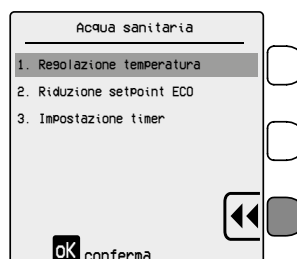 Acqua sanitaria
1. Regolazione temperatura
2. Riduzione setpoint ECO
3. Impostazione timer
OK conferma